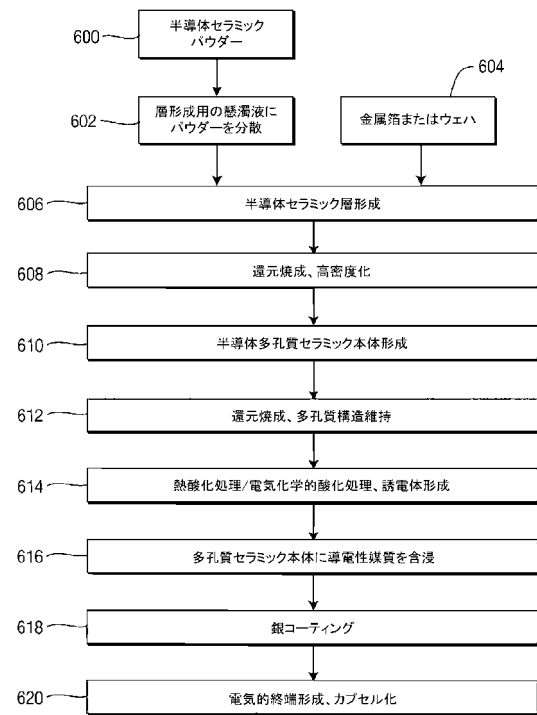 600
半導体セラミック
パウダー
604
602
層形成用の懸濁液に
パウダーを分散
金属箔またはウェハ
606
半導体セラミック層形成
608
還元焼成、高密度化
610
半導体多孔質セラミック本体形成
612
還元焼成、多孔質構造維持
614
熱酸化処理/電気化学的酸化処理、誘電体形成
616
多孔質セラミック本体に導電性媒質を含浸
618
銀コーティング
620
電気的終端形成、カプセル化